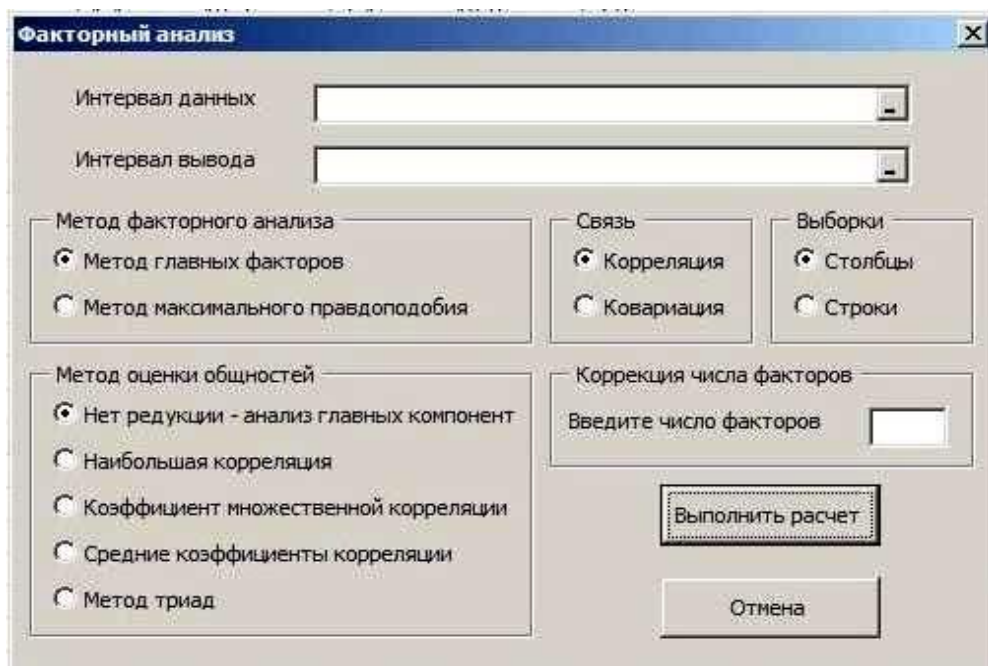 Факторный анализ
Интервал данных
Интервал вывода
Метод факторного анализа
Метод главных факторов
Метод максимального правдоподобия
Связь
Корреляция
Ковариация
Выборки
Столбцы
Строки
Метод оценки общностей
Нет редукции - анализ главных компонент
Наибольшая корреляция
Коэффициент множественной корреляции
Средние коэффициенты корреляции
Метод триад
Коррекция числа факторов
Введите число факторов
Выполнить расчет
Отмена